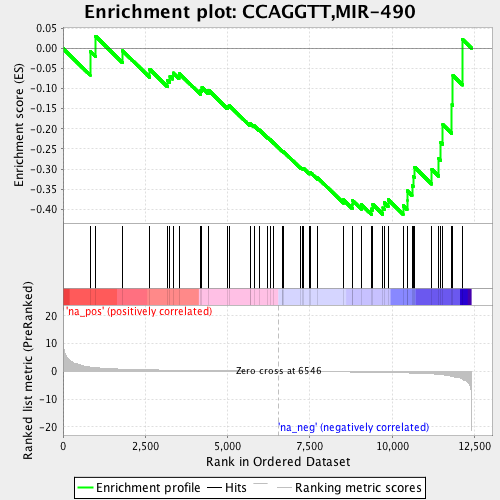 Enrichment plot: CCAGGTT,MIR-490
Enrichment score (ES)
0.05
0.00
-0.05
-0.10
-0.15
-0.20
-0.25
-0.30
-0.35
-0.40
'na_pos' (positively correlated)
Ranked list metric (PreRanked)
20
10
0
-10
-20
Zero cross at 6546
'na_neg' (negatively correlated)
0
2,500
5,000
7,500
10,000
12,500
Rank in Ordered Dataset
Enrichment profile
Hits
Ranking metric scores